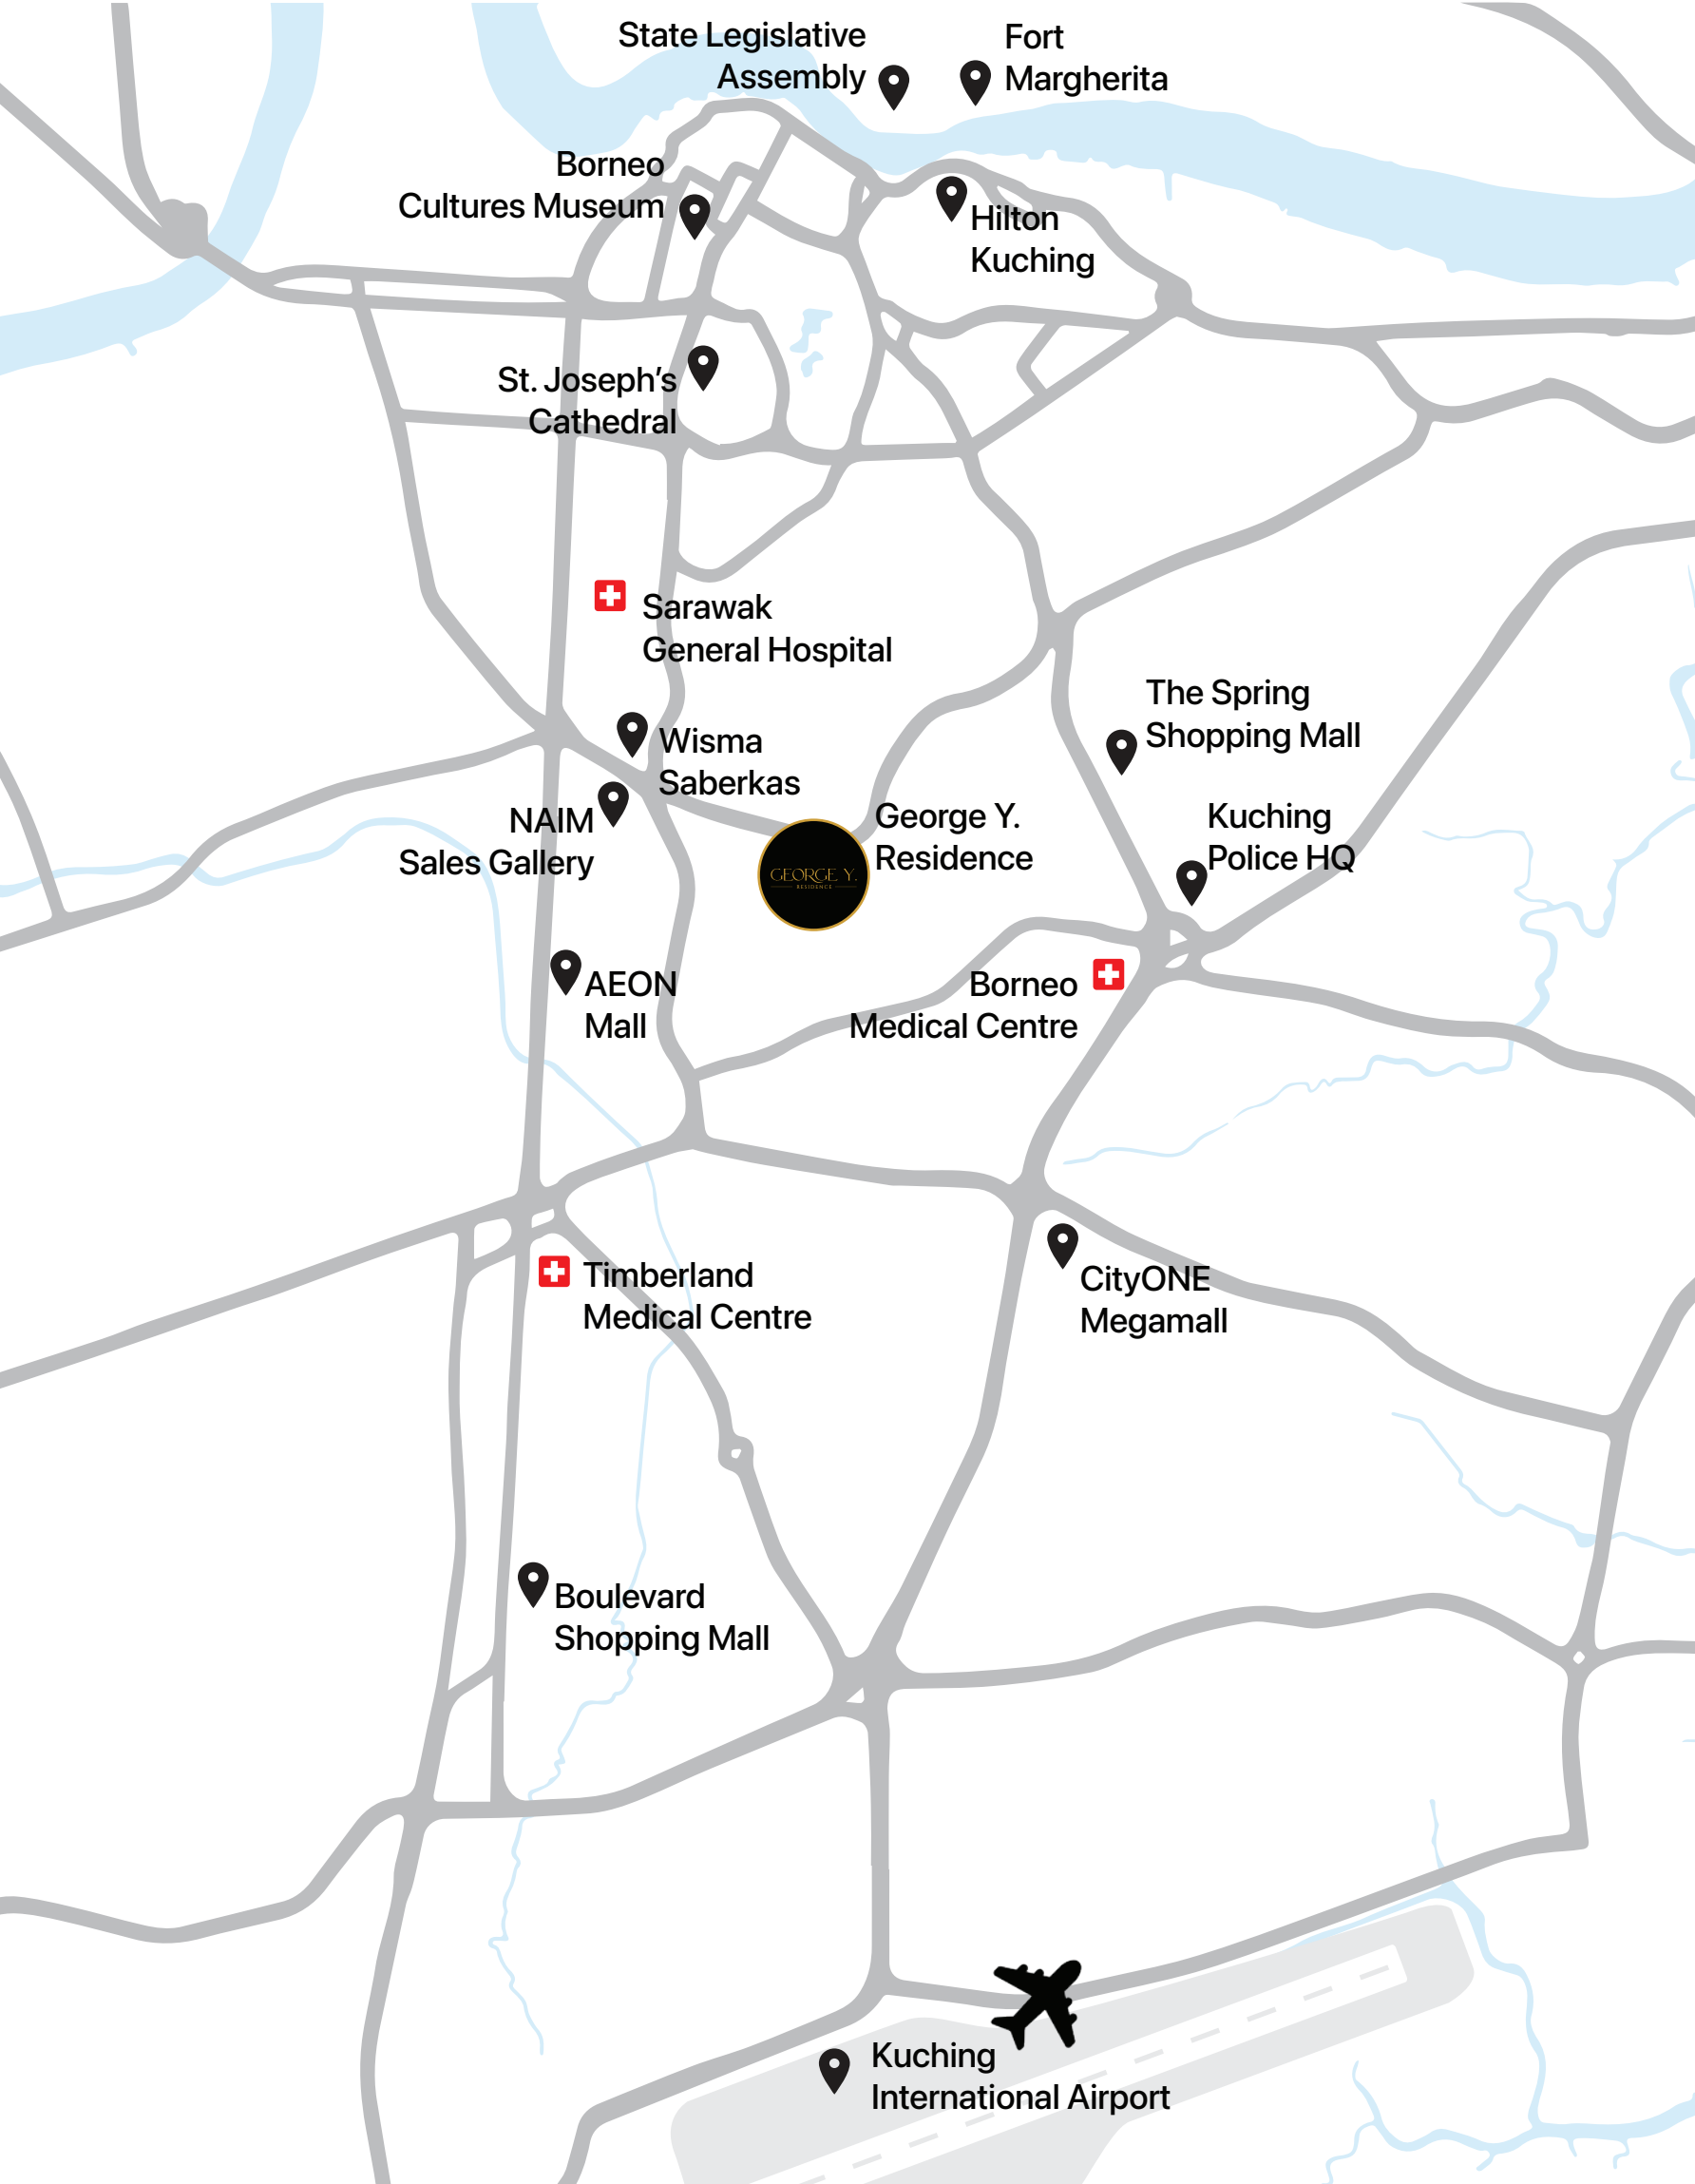 State Legislative
Assembly
Fort
Margherita
Borneo
Cultures Museum
Hilton
Kuching
St. Joseph’s
Cathedral
Sarawak
General Hospital
The Spring
Shopping Mall
Wisma
Saberkas
NAIM
Sales Gallery
George Y.
Residence
GEORGE Y.
RESIDENCE
Kuching
Police HQ
AEON
Mall
Borneo
Medical Centre
Timberland
Medical Centre
CityONE
Megamall
Boulevard
Shopping Mall
Kuching
International Airport